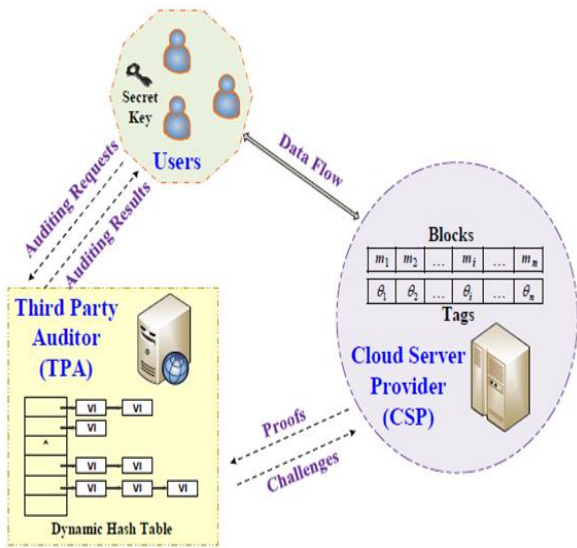 Secret
Key
Users
Auditing Requests
Auditing Results
Data Flow
Blocks
m₁ m₂ ... mᵢ ... mₙ
θ₁ θ₂ ... θᵢ ... θₙ
Tags
Cloud Server
Provider
(CSP)
Third Party
Auditor
(TPA)
VI VI
VI
^
VI VI
VI VI VI
Dynamic Hash Table
Proofs
Challenges